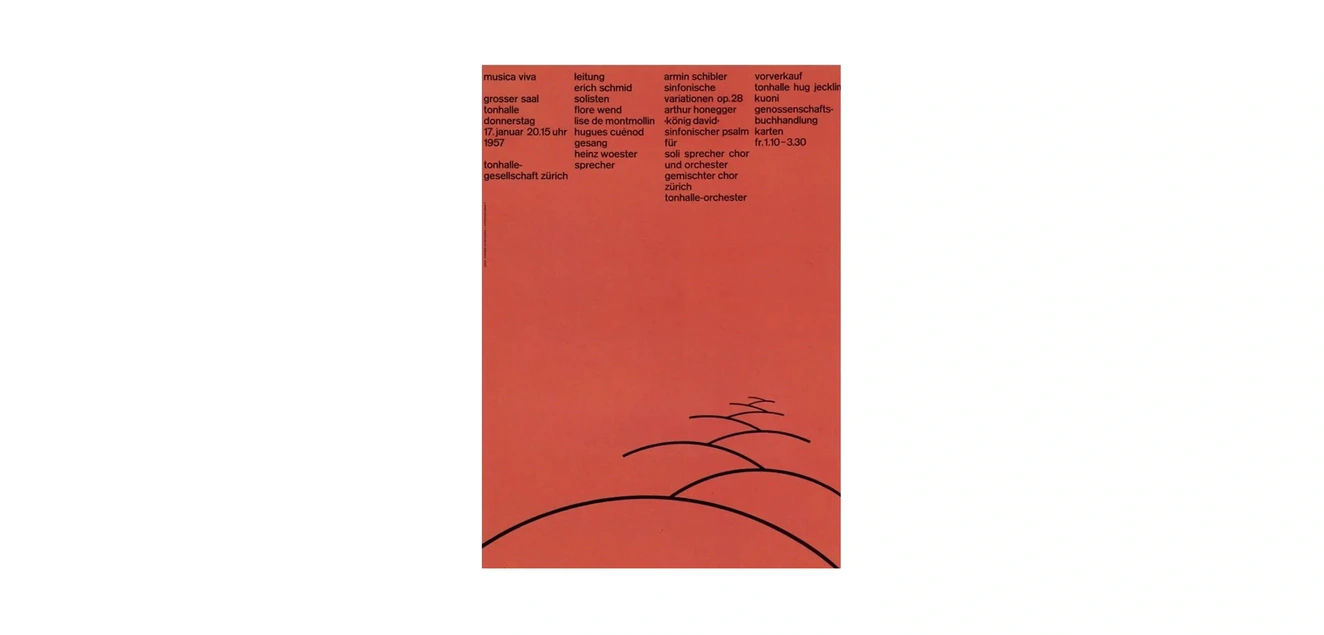 musica viva
grosser saal
tonhalle
donnerstag
17. januar 20.15 uhr
1957
tonhalle-
gesellschaft zürich
leitung
erich schmid
solisten
flore wend
lise de montmollin
hugues cuénod
gesang
heinz woester
sprecher
armin schibler
sinfonische
variationen op. 28
arthur honegger
‹könig david›
sinfonischer psalm
für
soli sprecher chor
und orchester
gemischter chor
zürich
tonhalle-orchester
vorverkauf
tonhalle hug jecklin
kuoni
genossenschafts-
buchhandlung
karten
fr. 1.10–3.30